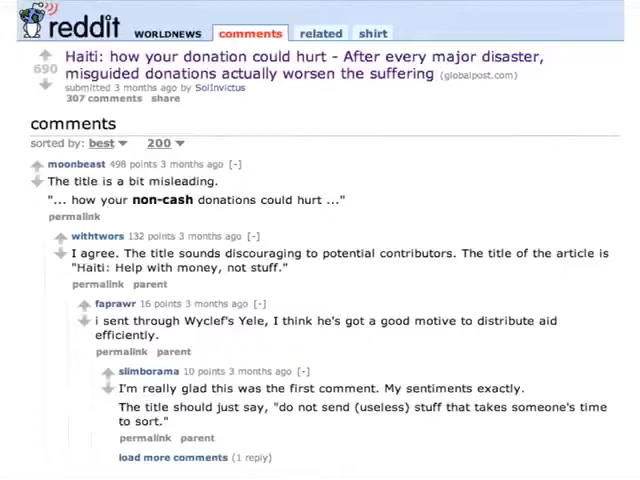 reddit WORLDNEWS comments related shirt
Haiti: how your donation could hurt - After every major disaster,
690 misguided donations actually worsen the suffering (globalpost.com)
submitted 3 months ago by SolInvictus
307 comments share
comments
sorted by: best 200
moonbeast 498 points 3 months ago [-]
The title is a bit misleading.
"... how your non-cash donations could hurt ..."
permalink
withtwors 132 points 3 months ago [-]
I agree. The title sounds discouraging to potential contributors. The title of the article is
"Haiti: Help with money, not stuff."
permalink parent
faprawr 16 points 3 months ago [-]
i sent through Wyclef's Yele, I think he's got a good motive to distribute aid
efficiently.
permalink parent
slimborama 10 points 3 months ago [-]
I'm really glad this was the first comment. My sentiments exactly.
The title should just say, "do not send (useless) stuff that takes someone's time
to sort."
permalink parent
load more comments (1 reply)